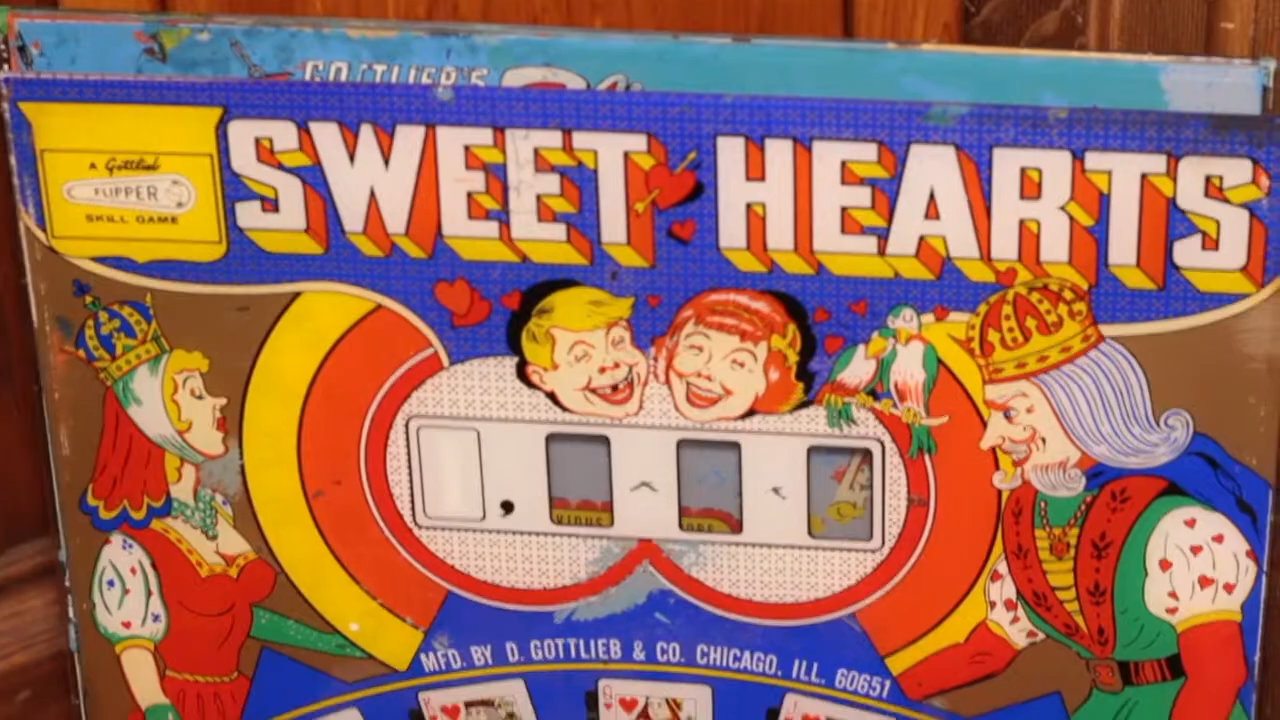 GOTTLIEB'S
A Gottlieb
FLIPPER
SKILL GAME
SWEET HEARTS
MFD. BY D. GOTTLIEB & CO. CHICAGO, ILL. 60651
K
Q
J